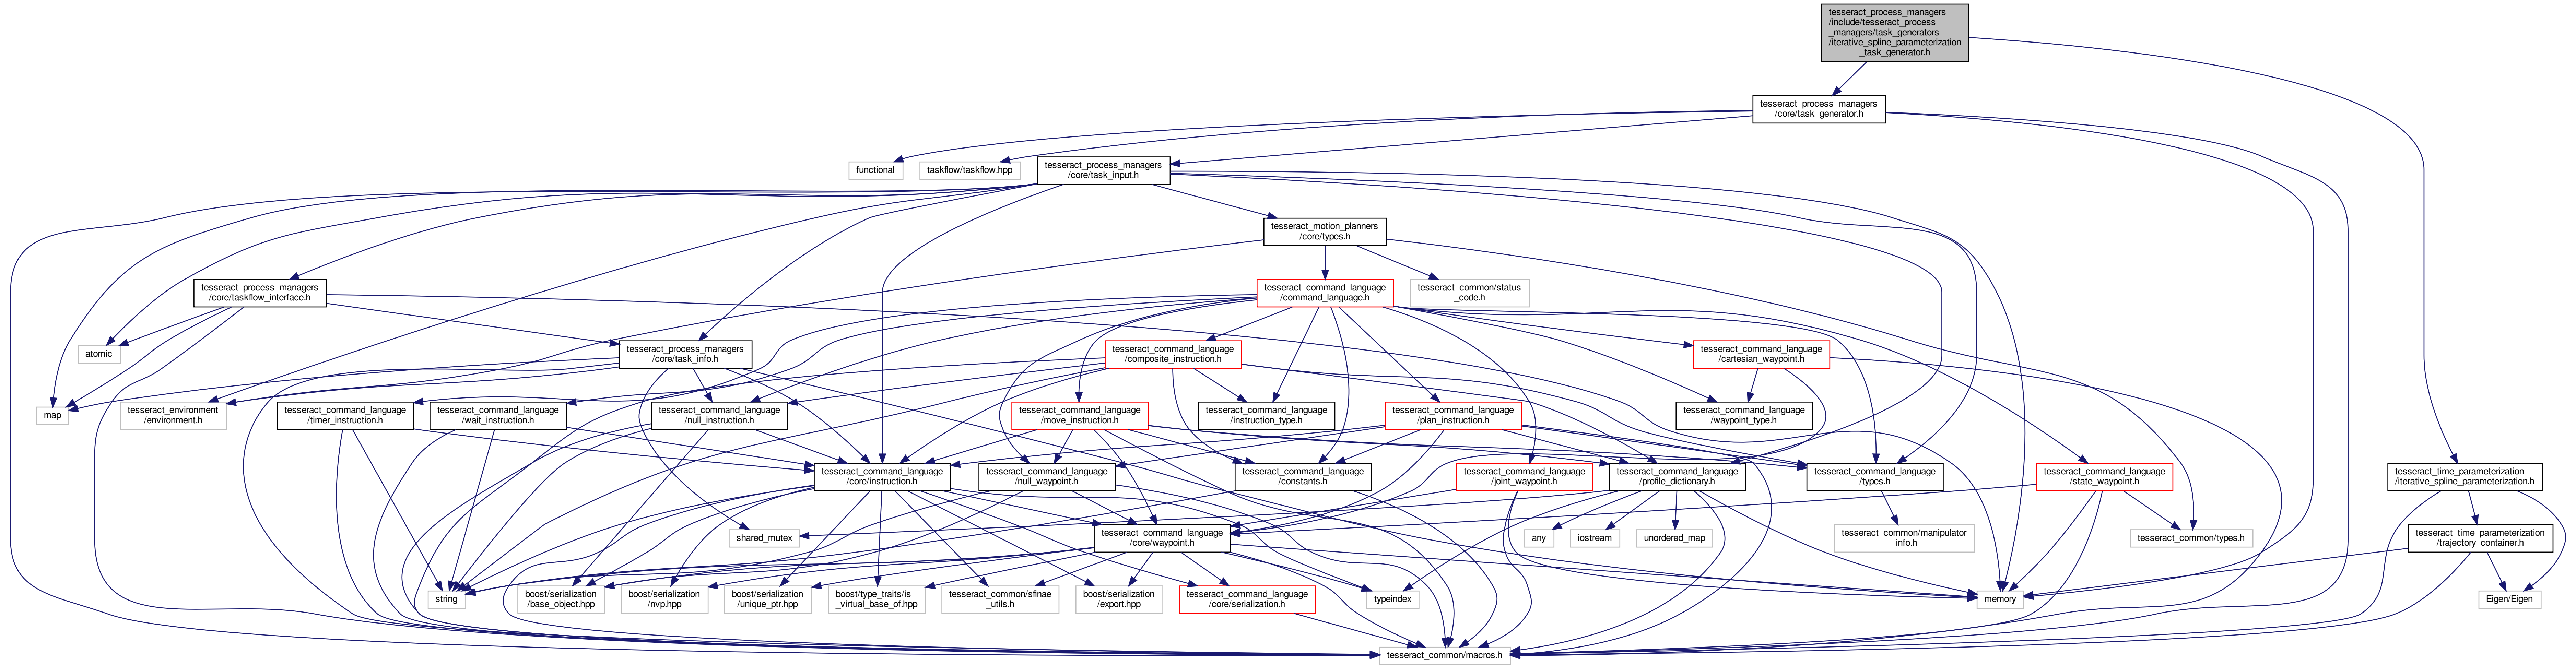 tesseract_process_managers
/include/tesseract_process
_managers/task_generators
/iterative_spline_parameterization
_task_generator.h
tesseract_process_managers
/core/task_generator.h
functional
taskflow/taskflow.hpp
tesseract_process_managers
/core/task_input.h
tesseract_motion_planners
/core/types.h
tesseract_process_managers
/core/taskflow_interface.h
tesseract_command_language
/command_language.h
tesseract_common/status
_code.h
atomic
tesseract_process_managers
/core/task_info.h
tesseract_command_language
/composite_instruction.h
tesseract_command_language
/cartesian_waypoint.h
map
tesseract_environment
/environment.h
tesseract_command_language
/timer_instruction.h
tesseract_command_language
/wait_instruction.h
tesseract_command_language
/null_instruction.h
tesseract_command_language
/move_instruction.h
tesseract_command_language
/instruction_type.h
tesseract_command_language
/plan_instruction.h
tesseract_command_language
/waypoint_type.h
tesseract_command_language
/core/instruction.h
tesseract_command_language
/null_waypoint.h
tesseract_command_language
/constants.h
tesseract_command_language
/joint_waypoint.h
tesseract_command_language
/profile_dictionary.h
tesseract_command_language
/types.h
tesseract_command_language
/state_waypoint.h
tesseract_time_parameterization
/iterative_spline_parameterization.h
shared_mutex
tesseract_command_language
/core/waypoint.h
any
iostream
unordered_map
tesseract_common/manipulator
_info.h
tesseract_common/types.h
tesseract_time_parameterization
/trajectory_container.h
string
boost/serialization
/base_object.hpp
boost/serialization
/nvp.hpp
boost/serialization
/unique_ptr.hpp
boost/type_traits/is
_virtual_base_of.hpp
tesseract_common/sfinae
_utils.h
boost/serialization
/export.hpp
tesseract_command_language
/core/serialization.h
typeindex
memory
Eigen/Eigen
tesseract_common/macros.h